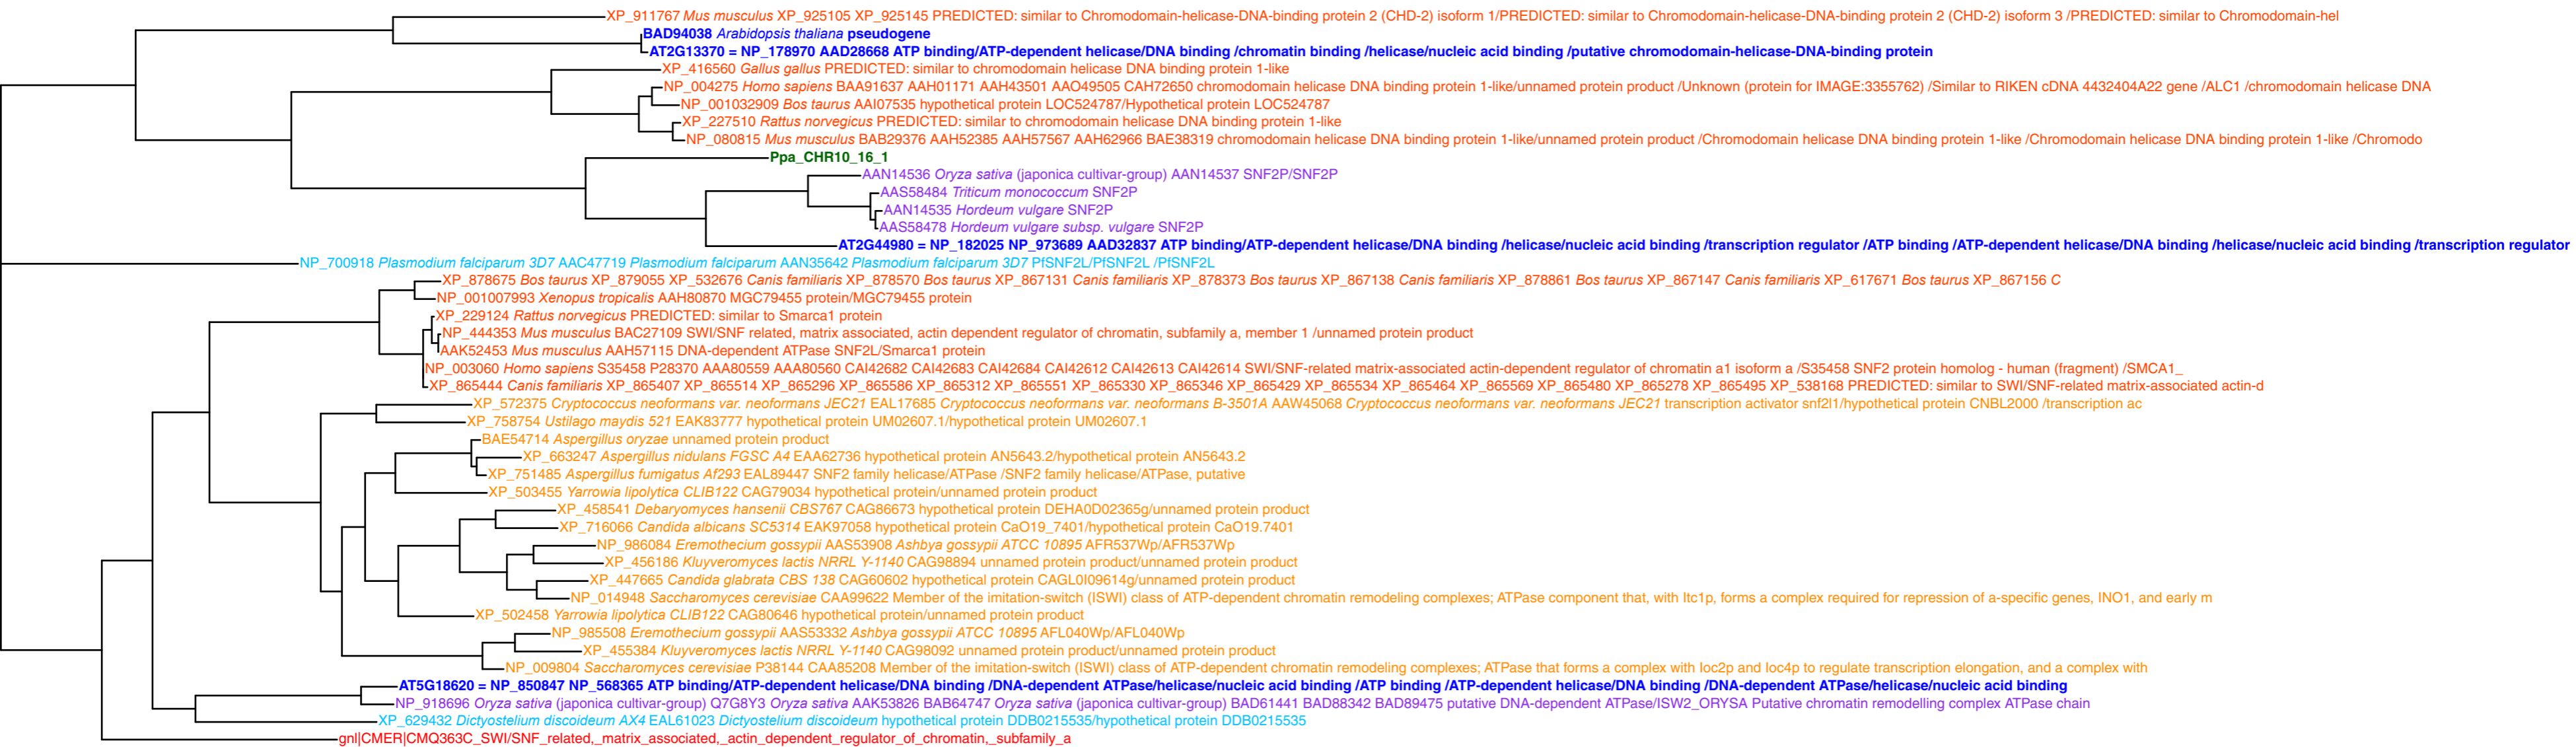 XP_911767 Mus musculus XP_925105 XP_925145 PREDICTED: similar to Chromodomain-helicase-DNA-binding protein 2 (CHD-2) isoform 1/PREDICTED: similar to Chromodomain-helicase-DNA-binding protein 2 (CHD-2) isoform 3 /PREDICTED: similar to Chromodomain-hel
BAD94038 Arabidopsis thaliana pseudogene
AT2G13370 = NP_178970 AAD28668 ATP binding/ATP-dependent helicase/DNA binding /chromatin binding /helicase/nucleic acid binding /putative chromodomain-helicase-DNA-binding protein
XP_416560 Gallus gallus PREDICTED: similar to chromodomain helicase DNA binding protein 1-like
NP_004275 Homo sapiens BAA91637 AAH01171 AAH43501 AAO49505 CAH72650 chromodomain helicase DNA binding protein 1-like/unnamed protein product /Unknown (protein for IMAGE:3355762) /Similar to RIKEN cDNA 4432404A22 gene /ALC1 /chromodomain helicase DNA
NP_001032909 Bos taurus AAI07535 hypothetical protein LOC524787/Hypothetical protein LOC524787
XP_227510 Rattus norvegicus PREDICTED: similar to chromodomain helicase DNA binding protein 1-like
NP_080815 Mus musculus BAB29376 AAH52385 AAH57567 AAH62966 BAE38319 chromodomain helicase DNA binding protein 1-like/unnamed protein product /Chromodomain helicase DNA binding protein 1-like /Chromodomain helicase DNA binding protein 1-like /Chromodo
Ppa_CHR10_16_1
AAN14536 Oryza sativa (japonica cultivar-group) AAN14537 SNF2P/SNF2P
AAS58484 Triticum monococcum SNF2P
AAN14535 Hordeum vulgare SNF2P
AAS58478 Hordeum vulgare subsp. vulgare SNF2P
AT2G44980 = NP_182025 NP_973689 AAD32837 ATP binding/ATP-dependent helicase/DNA binding /helicase/nucleic acid binding /transcription regulator /ATP binding /ATP-dependent helicase/DNA binding /helicase/nucleic acid binding /transcription regulator
NP_700918 Plasmodium falciparum 3D7 AAC47719 Plasmodium falciparum AAN35642 Plasmodium falciparum 3D7 PfSNF2L/PfSNF2L /PfSNF2L
XP_878675 Bos taurus XP_879055 XP_532676 Canis familiaris XP_878570 Bos taurus XP_867131 Canis familiaris XP_878373 Bos taurus XP_867138 Canis familiaris XP_878861 Bos taurus XP_867147 Canis familiaris XP_617671 Bos taurus XP_867156 C
NP_001007993 Xenopus tropicalis AAH80870 MGC79455 protein/MGC79455 protein
XP_229124 Rattus norvegicus PREDICTED: similar to Smarca1 protein
NP_444353 Mus musculus BAC27109 SWI/SNF related, matrix associated, actin dependent regulator of chromatin, subfamily a, member 1 /unnamed protein product
AAK52453 Mus musculus AAH57115 DNA-dependent ATPase SNF2L/Smarca1 protein
NP_003060 Homo sapiens S35458 P28370 AAA80559 AAA80560 CAI42682 CAI42683 CAI42684 CAI42612 CAI42613 CAI42614 SWI/SNF-related matrix-associated actin-dependent regulator of chromatin a1 isoform a /S35458 SNF2 protein homolog - human (fragment) /SMCA1_
XP_865444 Canis familiaris XP_865407 XP_865514 XP_865296 XP_865586 XP_865312 XP_865551 XP_865330 XP_865346 XP_865429 XP_865534 XP_865464 XP_865569 XP_865480 XP_865278 XP_865495 XP_538168 PREDICTED: similar to SWI/SNF-related matrix-associated actin-d
XP_572375 Cryptococcus neoformans var. neoformans JEC21 EAL17685 Cryptococcus neoformans var. neoformans B-3501A AAW45068 Cryptococcus neoformans var. neoformans JEC21 transcription activator snf2l1/hypothetical protein CNBL2000 /transcription ac
XP_758754 Ustilago maydis 521 EAK83777 hypothetical protein UM02607.1/hypothetical protein UM02607.1
BAE54714 Aspergillus oryzae unnamed protein product
XP_663247 Aspergillus nidulans FGSC A4 EAA62736 hypothetical protein AN5643.2/hypothetical protein AN5643.2
XP_751485 Aspergillus fumigatus Af293 EAL89447 SNF2 family helicase/ATPase /SNF2 family helicase/ATPase, putative
XP_503455 Yarrowia lipolytica CLIB122 CAG79034 hypothetical protein/unnamed protein product
XP_458541 Debaryomyces hansenii CBS767 CAG86673 hypothetical protein DEHA0D02365g/unnamed protein product
XP_716066 Candida albicans SC5314 EAK97058 hypothetical protein CaO19_7401/hypothetical protein CaO19.7401
NP_986084 Eremothecium gossypii AAS53908 Ashbya gossypii ATCC 10895 AFR537Wp/AFR537Wp
XP_456186 Kluyveromyces lactis NRRL Y-1140 CAG98894 unnamed protein product/unnamed protein product
XP_447665 Candida glabrata CBS 138 CAG60602 hypothetical protein CAGL0I09614g/unnamed protein product
NP_014948 Saccharomyces cerevisiae CAA99622 Member of the imitation-switch (ISWI) class of ATP-dependent chromatin remodeling complexes; ATPase component that, with Itc1p, forms a complex required for repression of a-specific genes, INO1, and early m
XP_502458 Yarrowia lipolytica CLIB122 CAG80646 hypothetical protein/unnamed protein product
NP_985508 Eremothecium gossypii AAS53332 Ashbya gossypii ATCC 10895 AFL040Wp/AFL040Wp
XP_455384 Kluyveromyces lactis NRRL Y-1140 CAG98092 unnamed protein product/unnamed protein product
NP_009804 Saccharomyces cerevisiae P38144 CAA85208 Member of the imitation-switch (ISWI) class of ATP-dependent chromatin remodeling complexes; ATPase that forms a complex with Ioc2p and Ioc4p to regulate transcription elongation, and a complex with
AT5G18620 = NP_850847 NP_568365 ATP binding/ATP-dependent helicase/DNA binding /DNA-dependent ATPase/helicase/nucleic acid binding /ATP binding /ATP-dependent helicase/DNA binding /DNA-dependent ATPase/helicase/nucleic acid binding
NP_918696 Oryza sativa (japonica cultivar-group) Q7G8Y3 Oryza sativa AAK53826 BAB64747 Oryza sativa (japonica cultivar-group) BAD61441 BAD88342 BAD89475 putative DNA-dependent ATPase/ISW2_ORYSA Putative chromatin remodelling complex ATPase chain
XP_629432 Dictyostelium discoideum AX4 EAL61023 Dictyostelium discoideum hypothetical protein DDB0215535/hypothetical protein DDB0215535
gnl|CMER|CMQ363C_SWI/SNF_related,_matrix_associated,_actin_dependent_regulator_of_chromatin,_subfamily_a